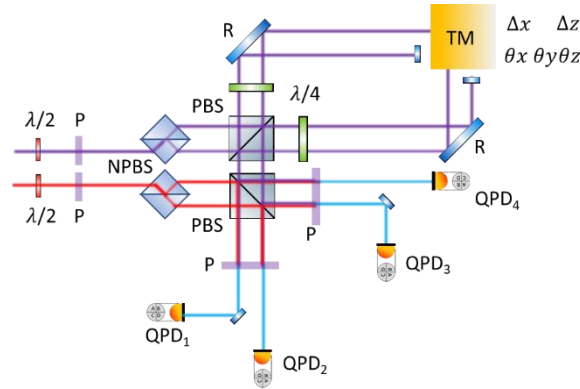 R
TM
Δx Δz
θx θy θz
PBS
λ/4
λ/2
P
NPBS
R
λ/2
P
PBS
P
QPD₄
P
QPD₃
QPD₁
QPD₂